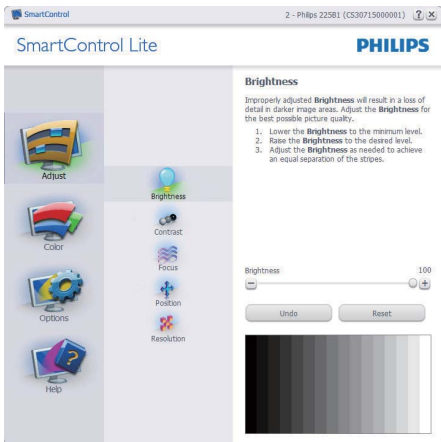 SmartControl
2 - Philips 225B1 (CS30715000001)
SmartControl Lite
PHILIPS
Adjust
Color
Options
Help
Brightness
Contrast
Focus
Position
Resolution
Brightness
Improperly adjusted Brightness will result in a loss of
detail in darker image areas. Adjust the Brightness for
the best possible picture quality.
1. Lower the Brightness to the minimum level.
2. Raise the Brightness to the desired level.
3. Adjust the Brightness as needed to achieve
an equal separation of the stripes.
Brightness 100
Undo Reset